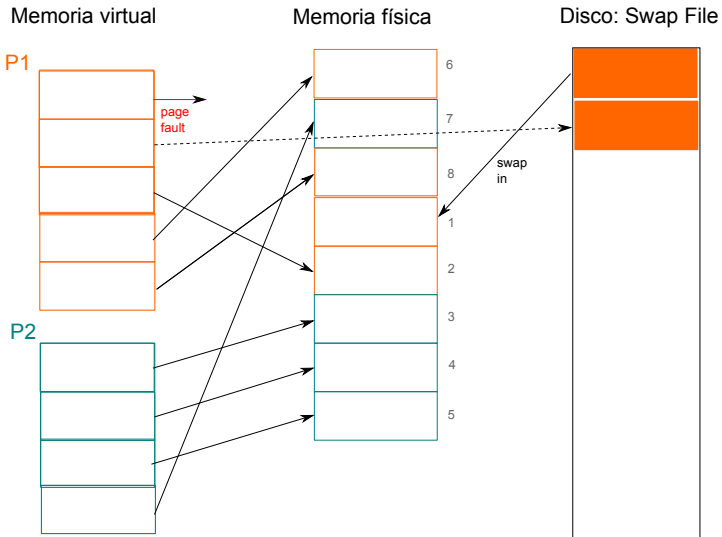 Memoria virtual
Memoria física
Disco: Swap File
P1
page
fault
6
7
8
swap
in
1
2
3
P2
4
5